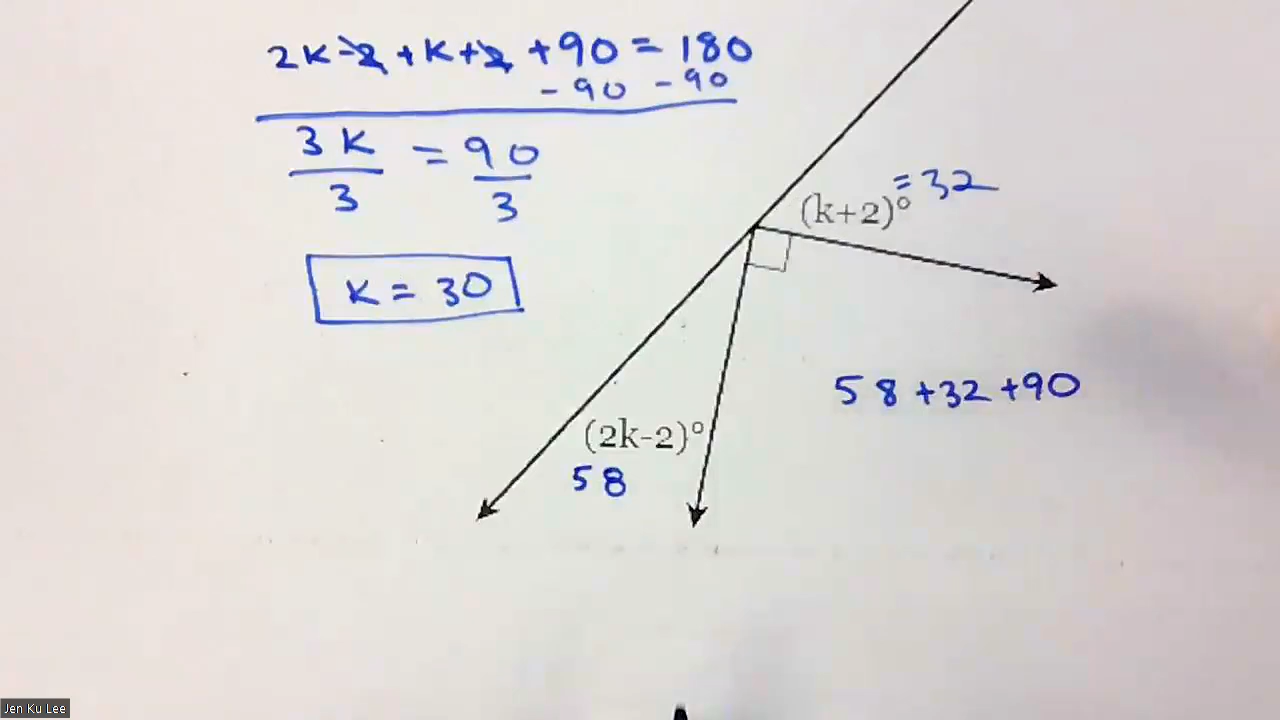 2K-2 +K+2 +90 = 180
-90 -90
3K = 90
3 3
K = 30
= 32
(k+2)°
58 +32 +90
(2k-2)°
58
Jen Ku Lee